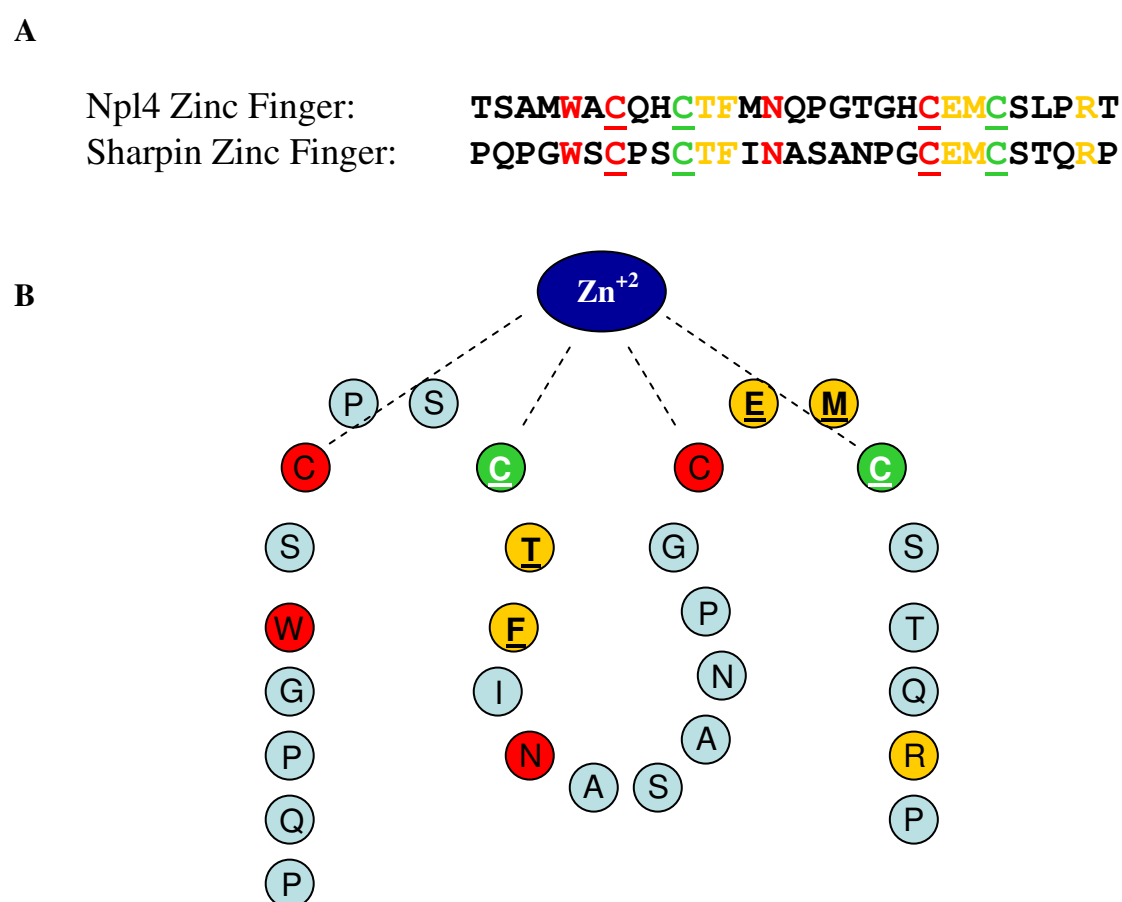 A
Npl4 Zinc Finger: TSAMWACQHCTFMNQPGTGHCEMCSLPRT
Sharpin Zinc Finger: PQPGWSCPSCTFINASANPGCEMCSTQRP
B
Zn+2
P S E M
C C C C
S T G S
W F P T
G I N Q
P N A R
Q A S P
P